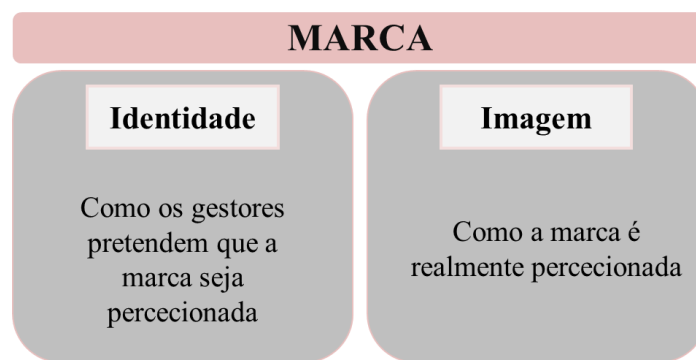 MARCA
Identidade
Como os gestores
pretendem que a
marca seja
percecionada
Imagem
Como a marca é
realmente percecionada